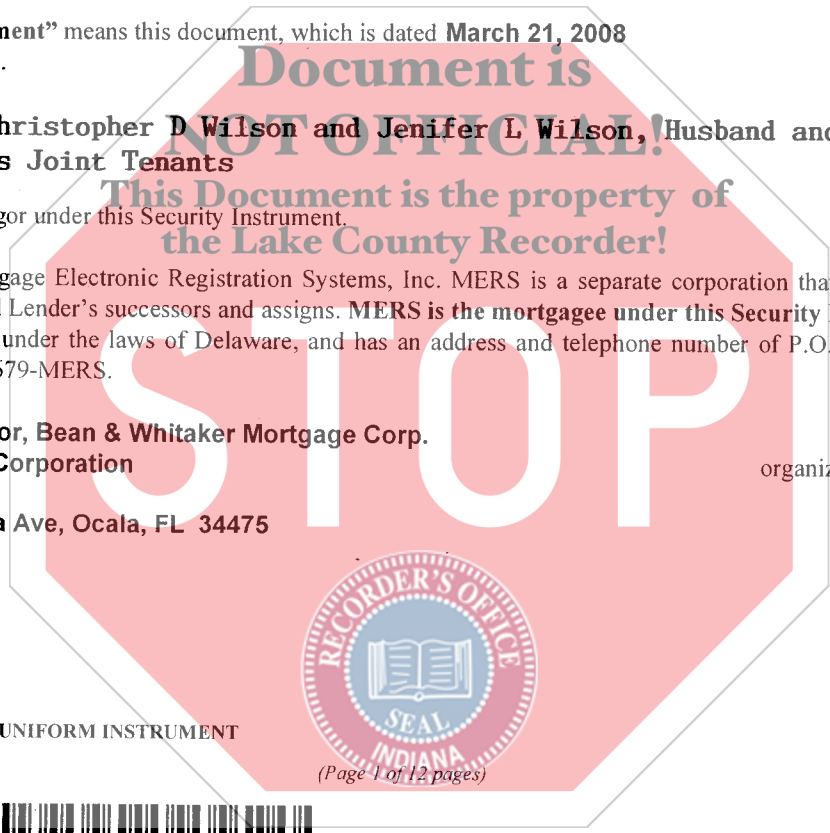 ment” means this document, which is dated March 21, 2008
.
Document is
hristopher D Wilson and Jenifer L Wilson, Husband and
NOT OFFICIAL!
s Joint Tenants
This Document is the property of
gor under this Security Instrument.
the Lake County Recorder!
gage Electronic Registration Systems, Inc. MERS is a separate corporation tha
Lender’s successors and assigns. MERS is the mortgagee under this Security
under the laws of Delaware, and has an address and telephone number of P.O.
579-MERS.
STOP
or, Bean & Whitaker Mortgage Corp.
Corporation organiz
a Ave, Ocala, FL 34475
RECORDER'S OFFICE
SEAL
INDIANA
UNIFORM INSTRUMENT
(Page 1 of 12 pages)